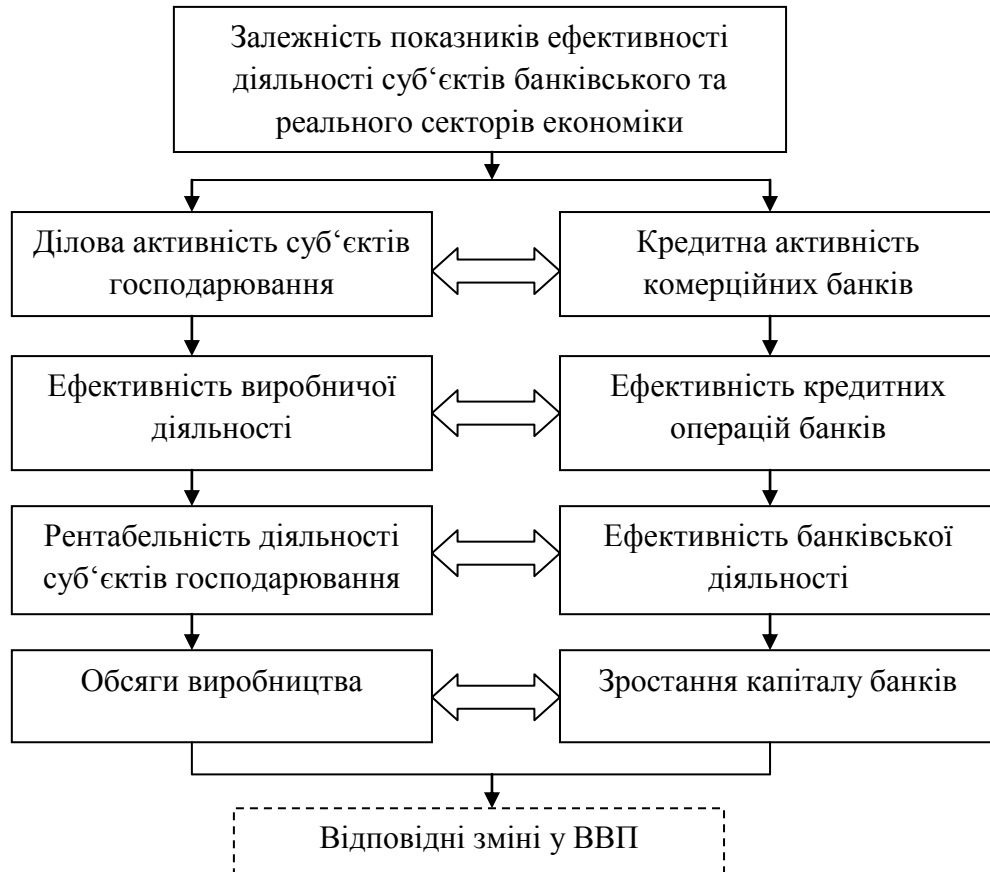 Залежність показників ефективності
діяльності суб‘єктів банківського та
реального секторів економіки
Ділова активність суб‘єктів
господарювання
Кредитна активність
комерційних банків
Ефективність виробничої
діяльності
Ефективність кредитних
операцій банків
Рентабельність діяльності
суб‘єктів господарювання
Ефективність банківської
діяльності
Обсяги виробництва
Зростання капіталу банків
Відповідні зміні у ВВП